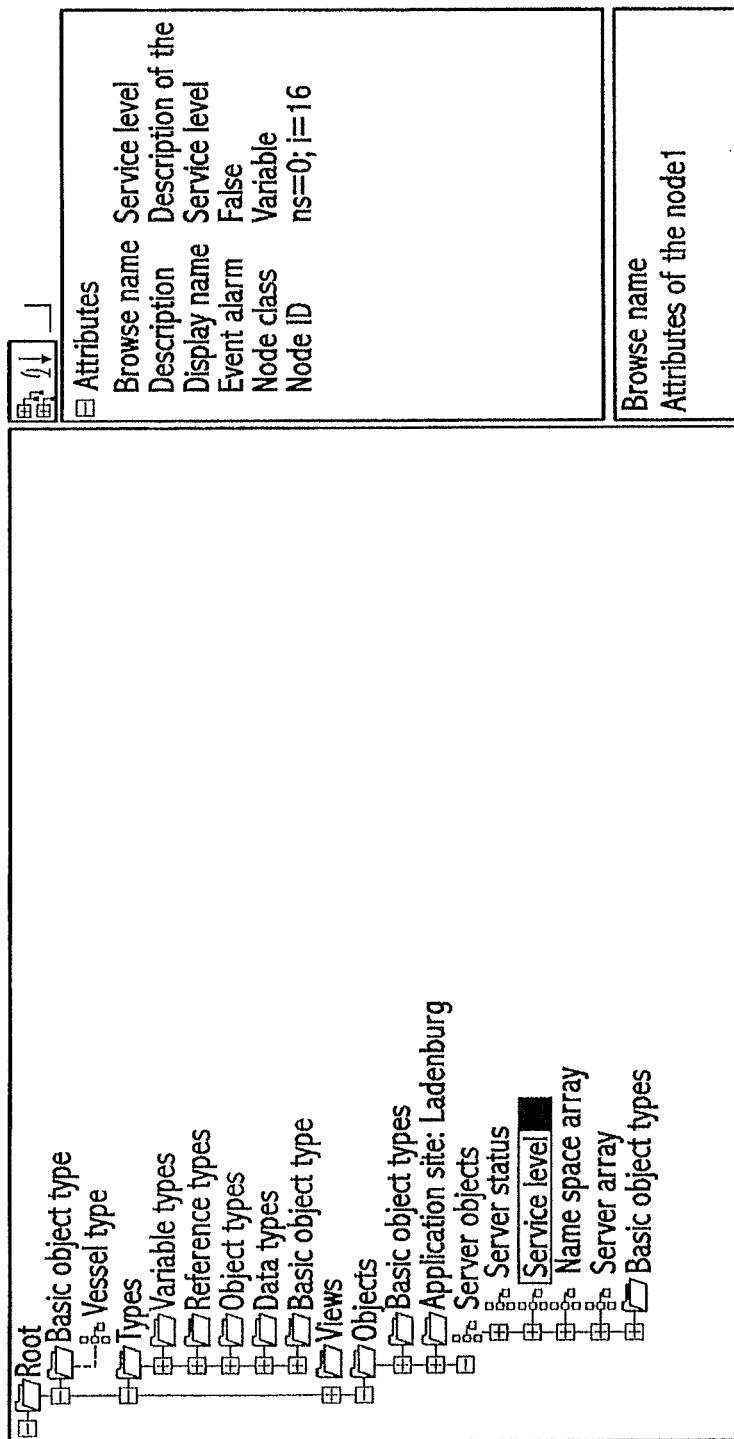 Root
Basic object type
Vessel type
Types
Variable types
Reference types
Object types
Data types
Basic object type
Views
Objects
Basic object types
Application site: Ladenburg
Server objects
Server status
Service level
Name space array
Server array
Basic object types
Attributes
Browse name Service level
Description Description of the
Display name Service level
Event alarm False
Node class Variable
Node ID ns=0; i=16
Browse name
Attributes of the node1